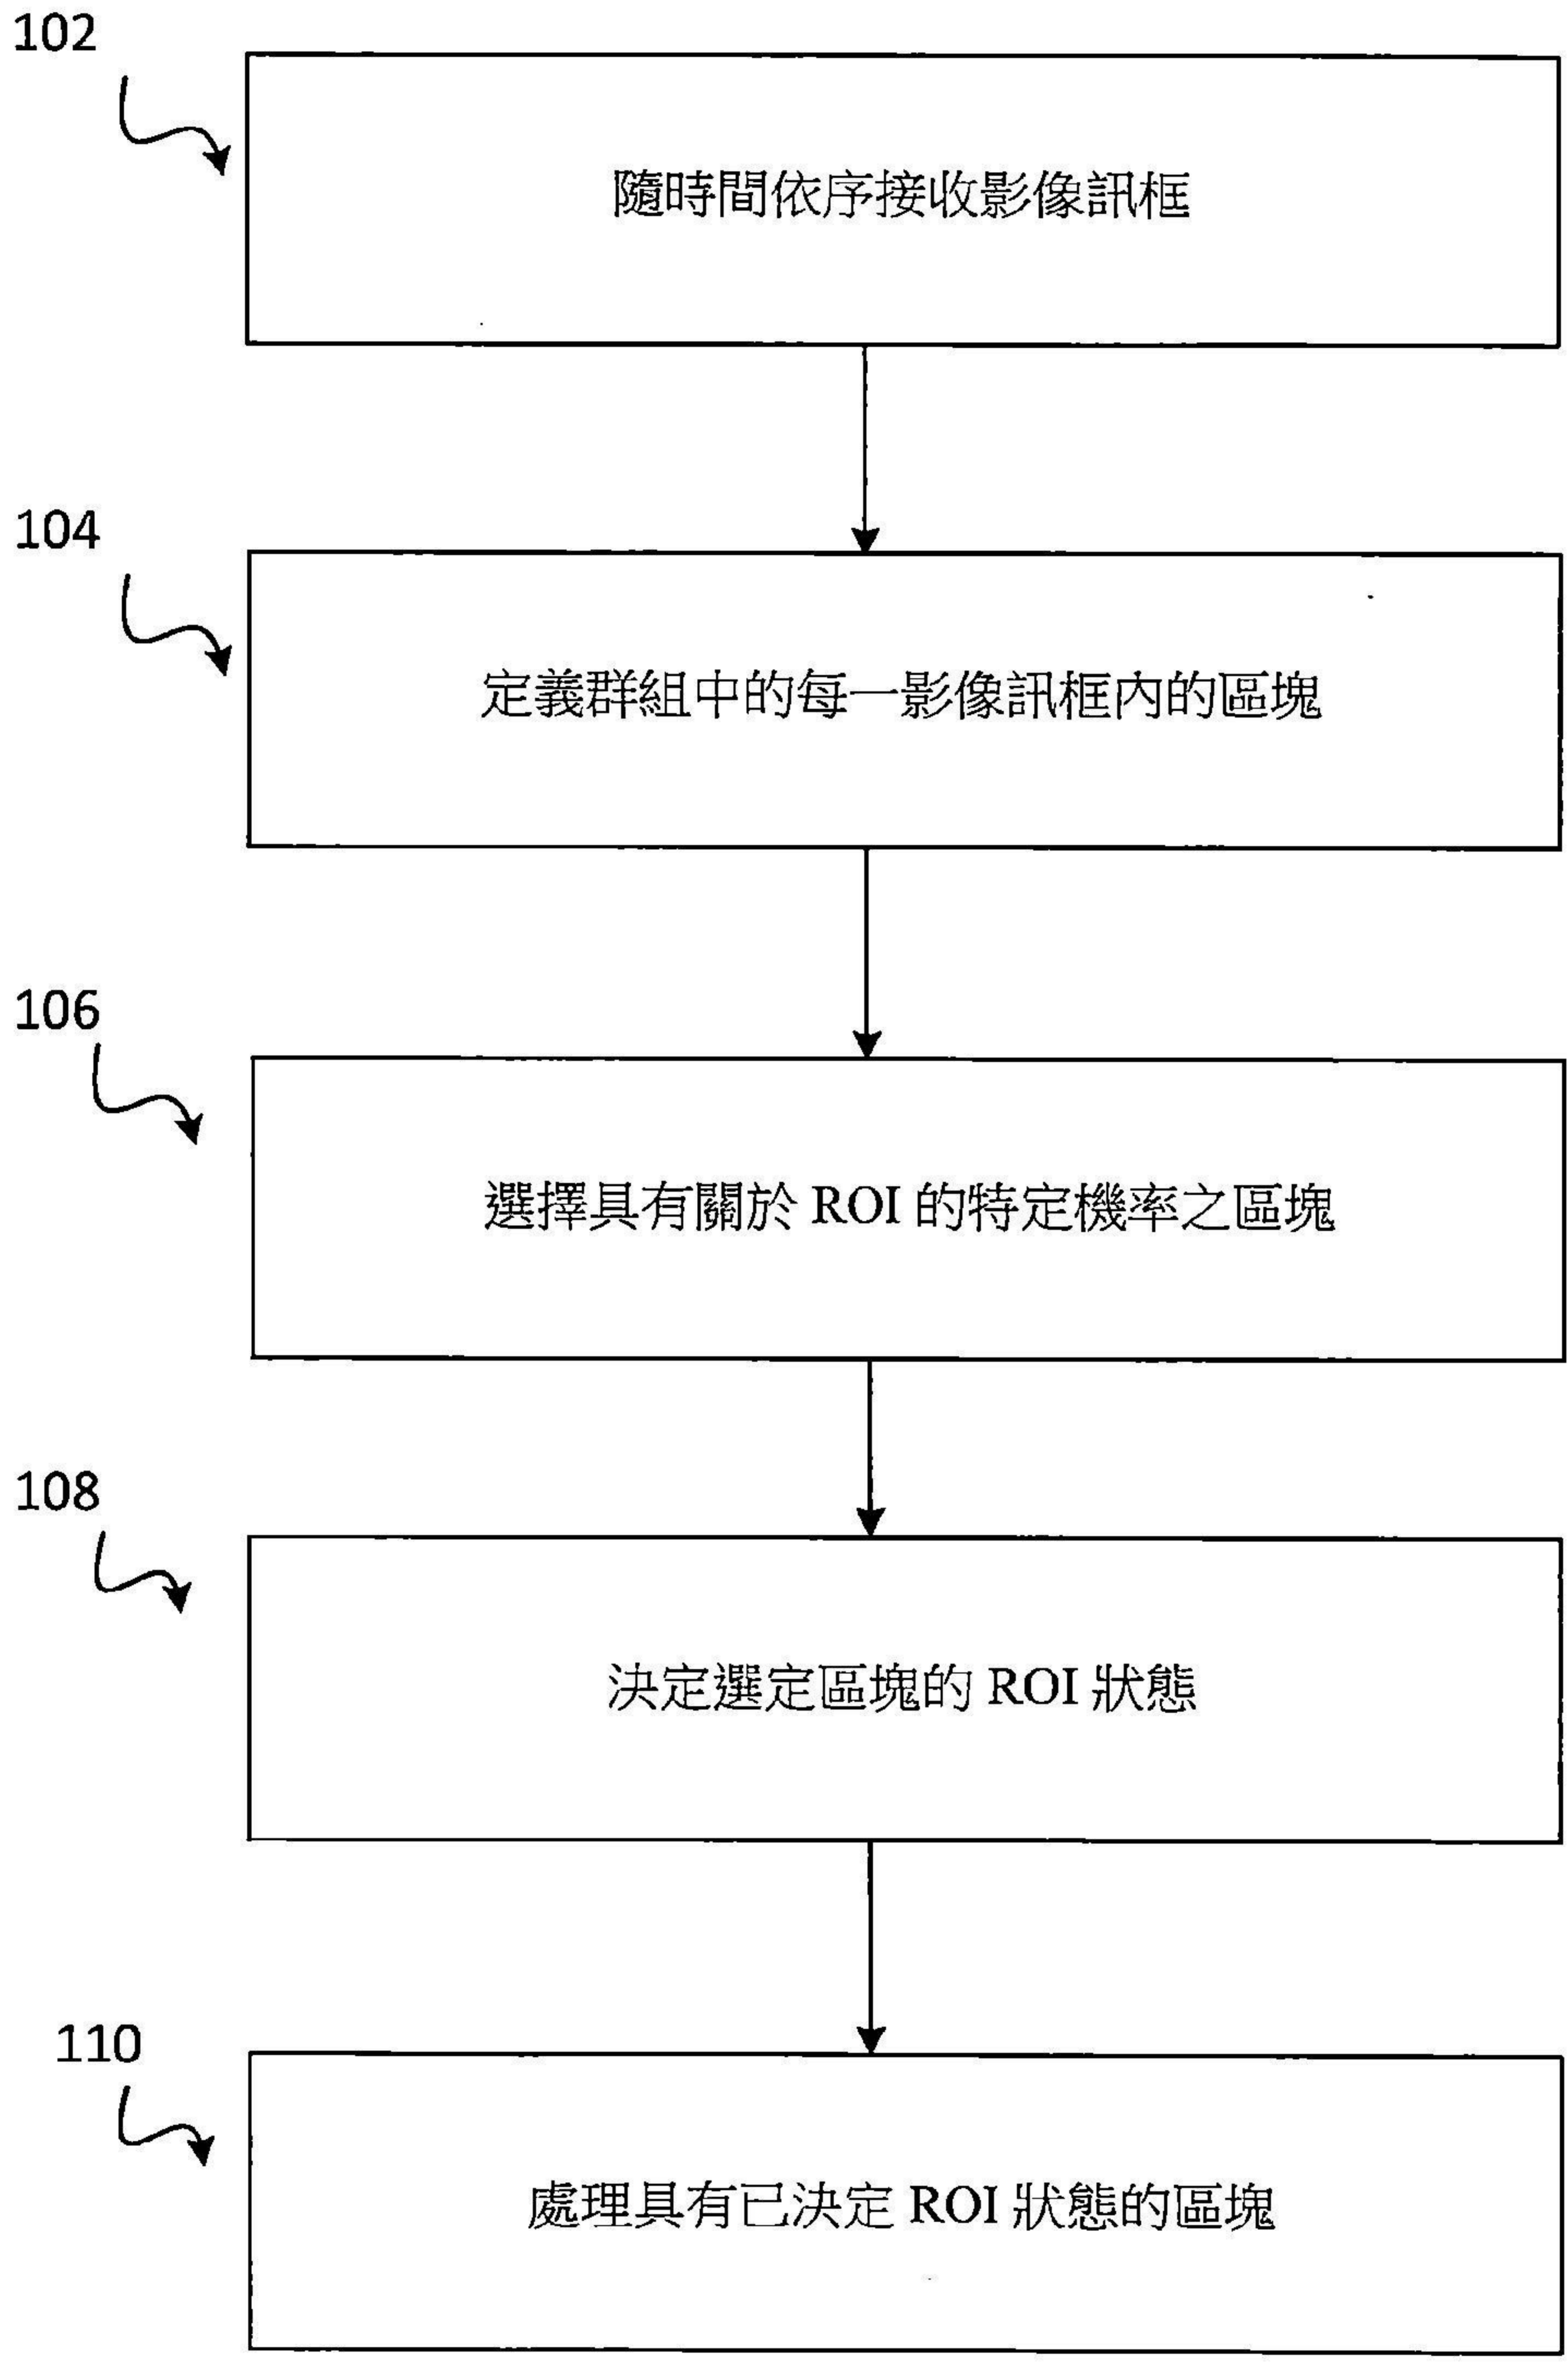 102
隨時間依序接收影像訊框
104
定義群組中的每一影像訊框內的區塊
106
選擇具有關於 ROI 的特定機率之區塊
108
決定選定區塊的 ROI 狀態
110
處理具有已決定 ROI 狀態的區塊